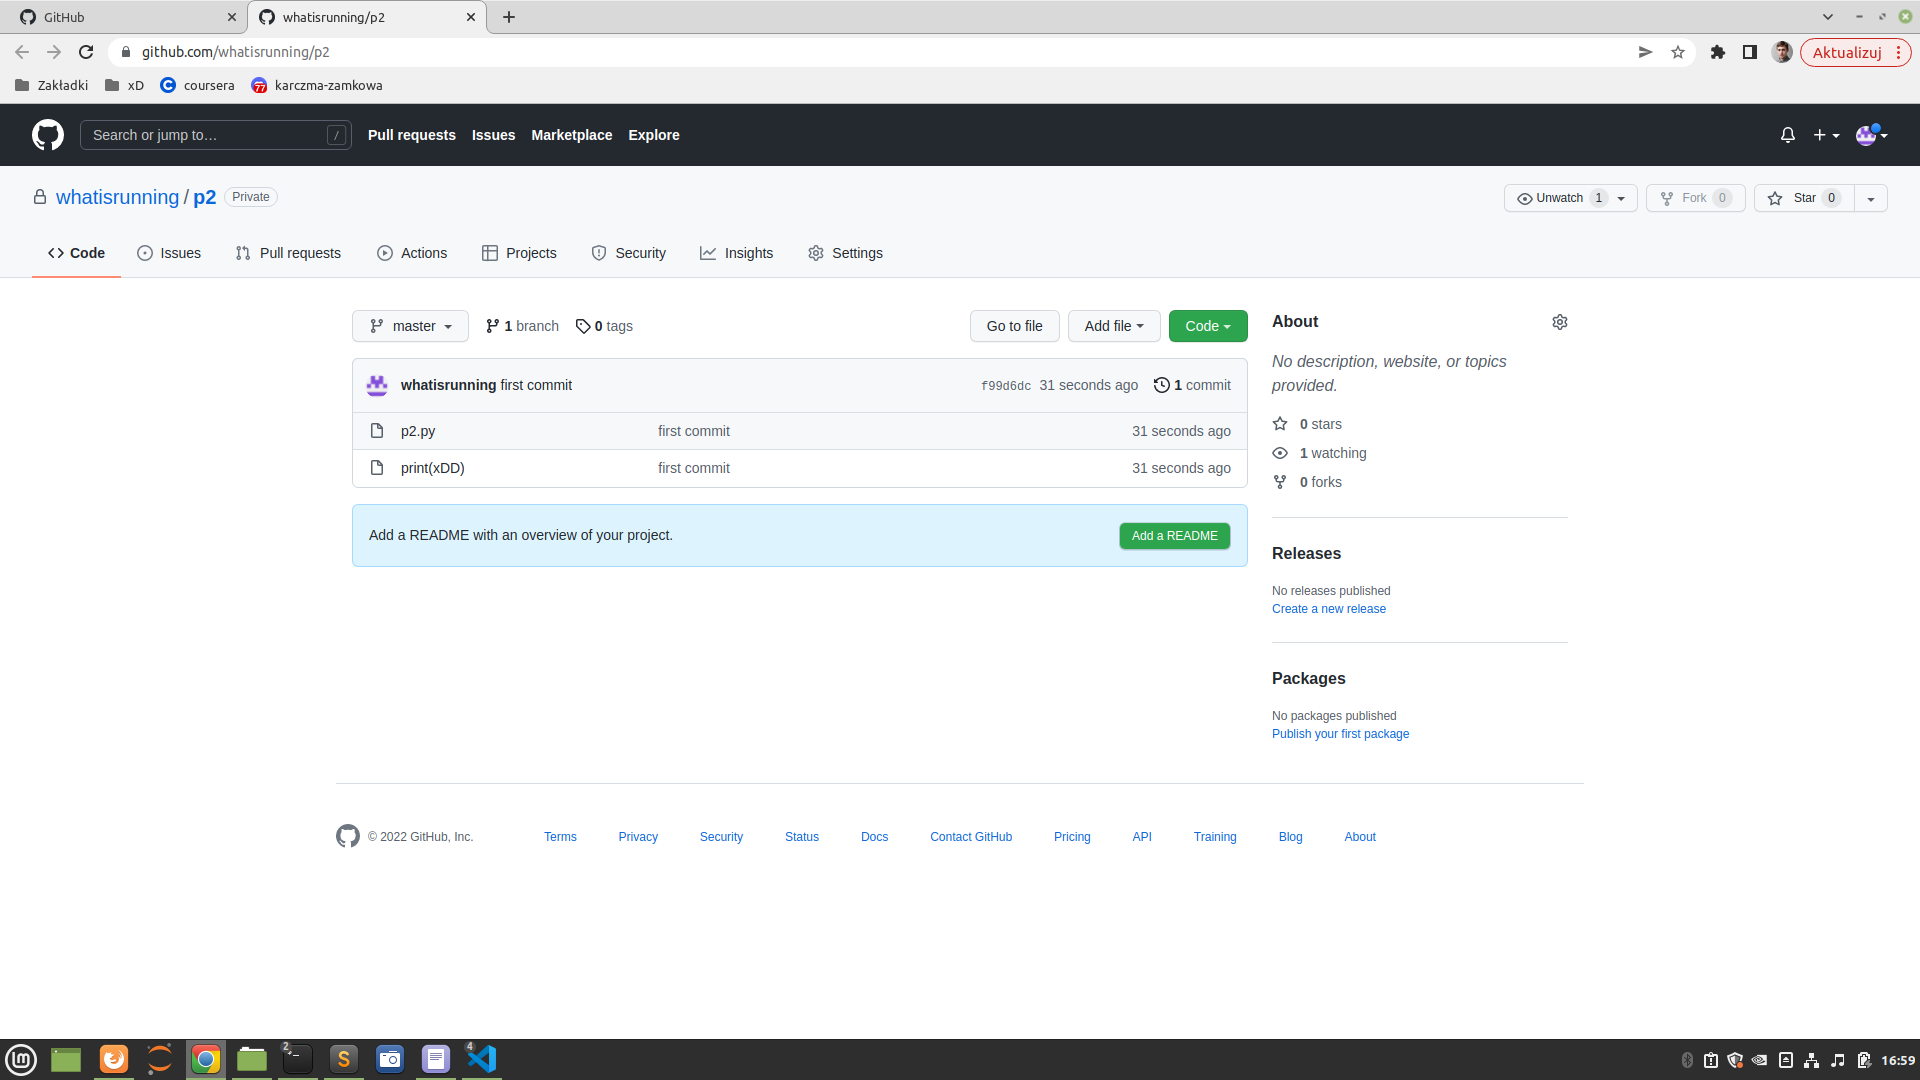 GitHub
whatisrunning/p2
github.com/whatisrunning/p2
Aktualizuj
Zakładki
xD
coursera
karczma-zamkowa
Search or jump to…
/
Pull requests
Issues
Marketplace
Explore
whatisrunning / p2
Private
Unwatch 1
Fork 0
Star 0
Code
Issues
Pull requests
Actions
Projects
Security
Insights
Settings
master
1 branch
0 tags
Go to file
Add file
Code
whatisrunning first commit
f99d6dc 31 seconds ago
1 commit
p2.py
first commit
31 seconds ago
print(xDD)
first commit
31 seconds ago
Add a README with an overview of your project.
Add a README
About
No description, website, or topics
provided.
0 stars
1 watching
0 forks
Releases
No releases published
Create a new release
Packages
No packages published
Publish your first package
© 2022 GitHub, Inc.
Terms
Privacy
Security
Status
Docs
Contact GitHub
Pricing
API
Training
Blog
About
2
4
16:59